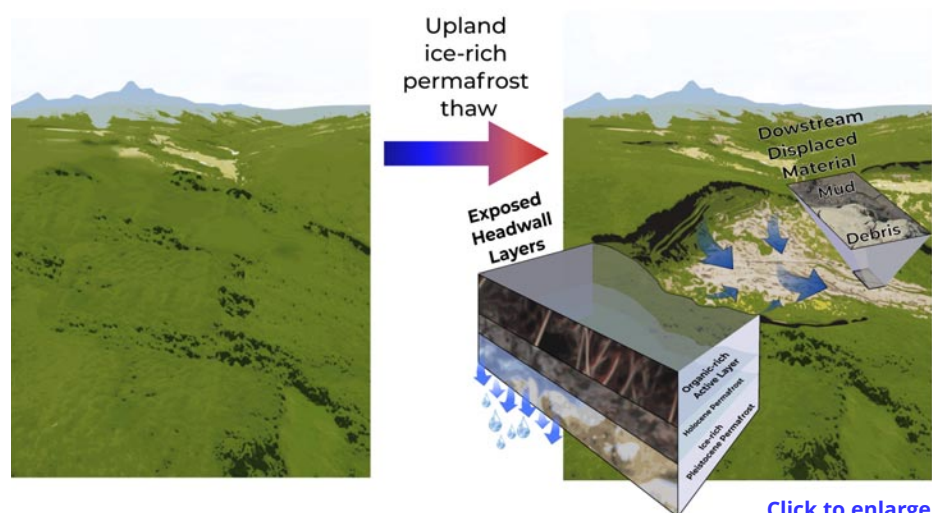 Upland
ice-rich
permafrost
thaw
Dowstream
Displaced
Material
Mud
Debris
Exposed
Headwall
Layers
Organic-rich
Active Layer
Holocene Permafrost
Ice-rich
Pleistocene Permafrost
Click to enlarge